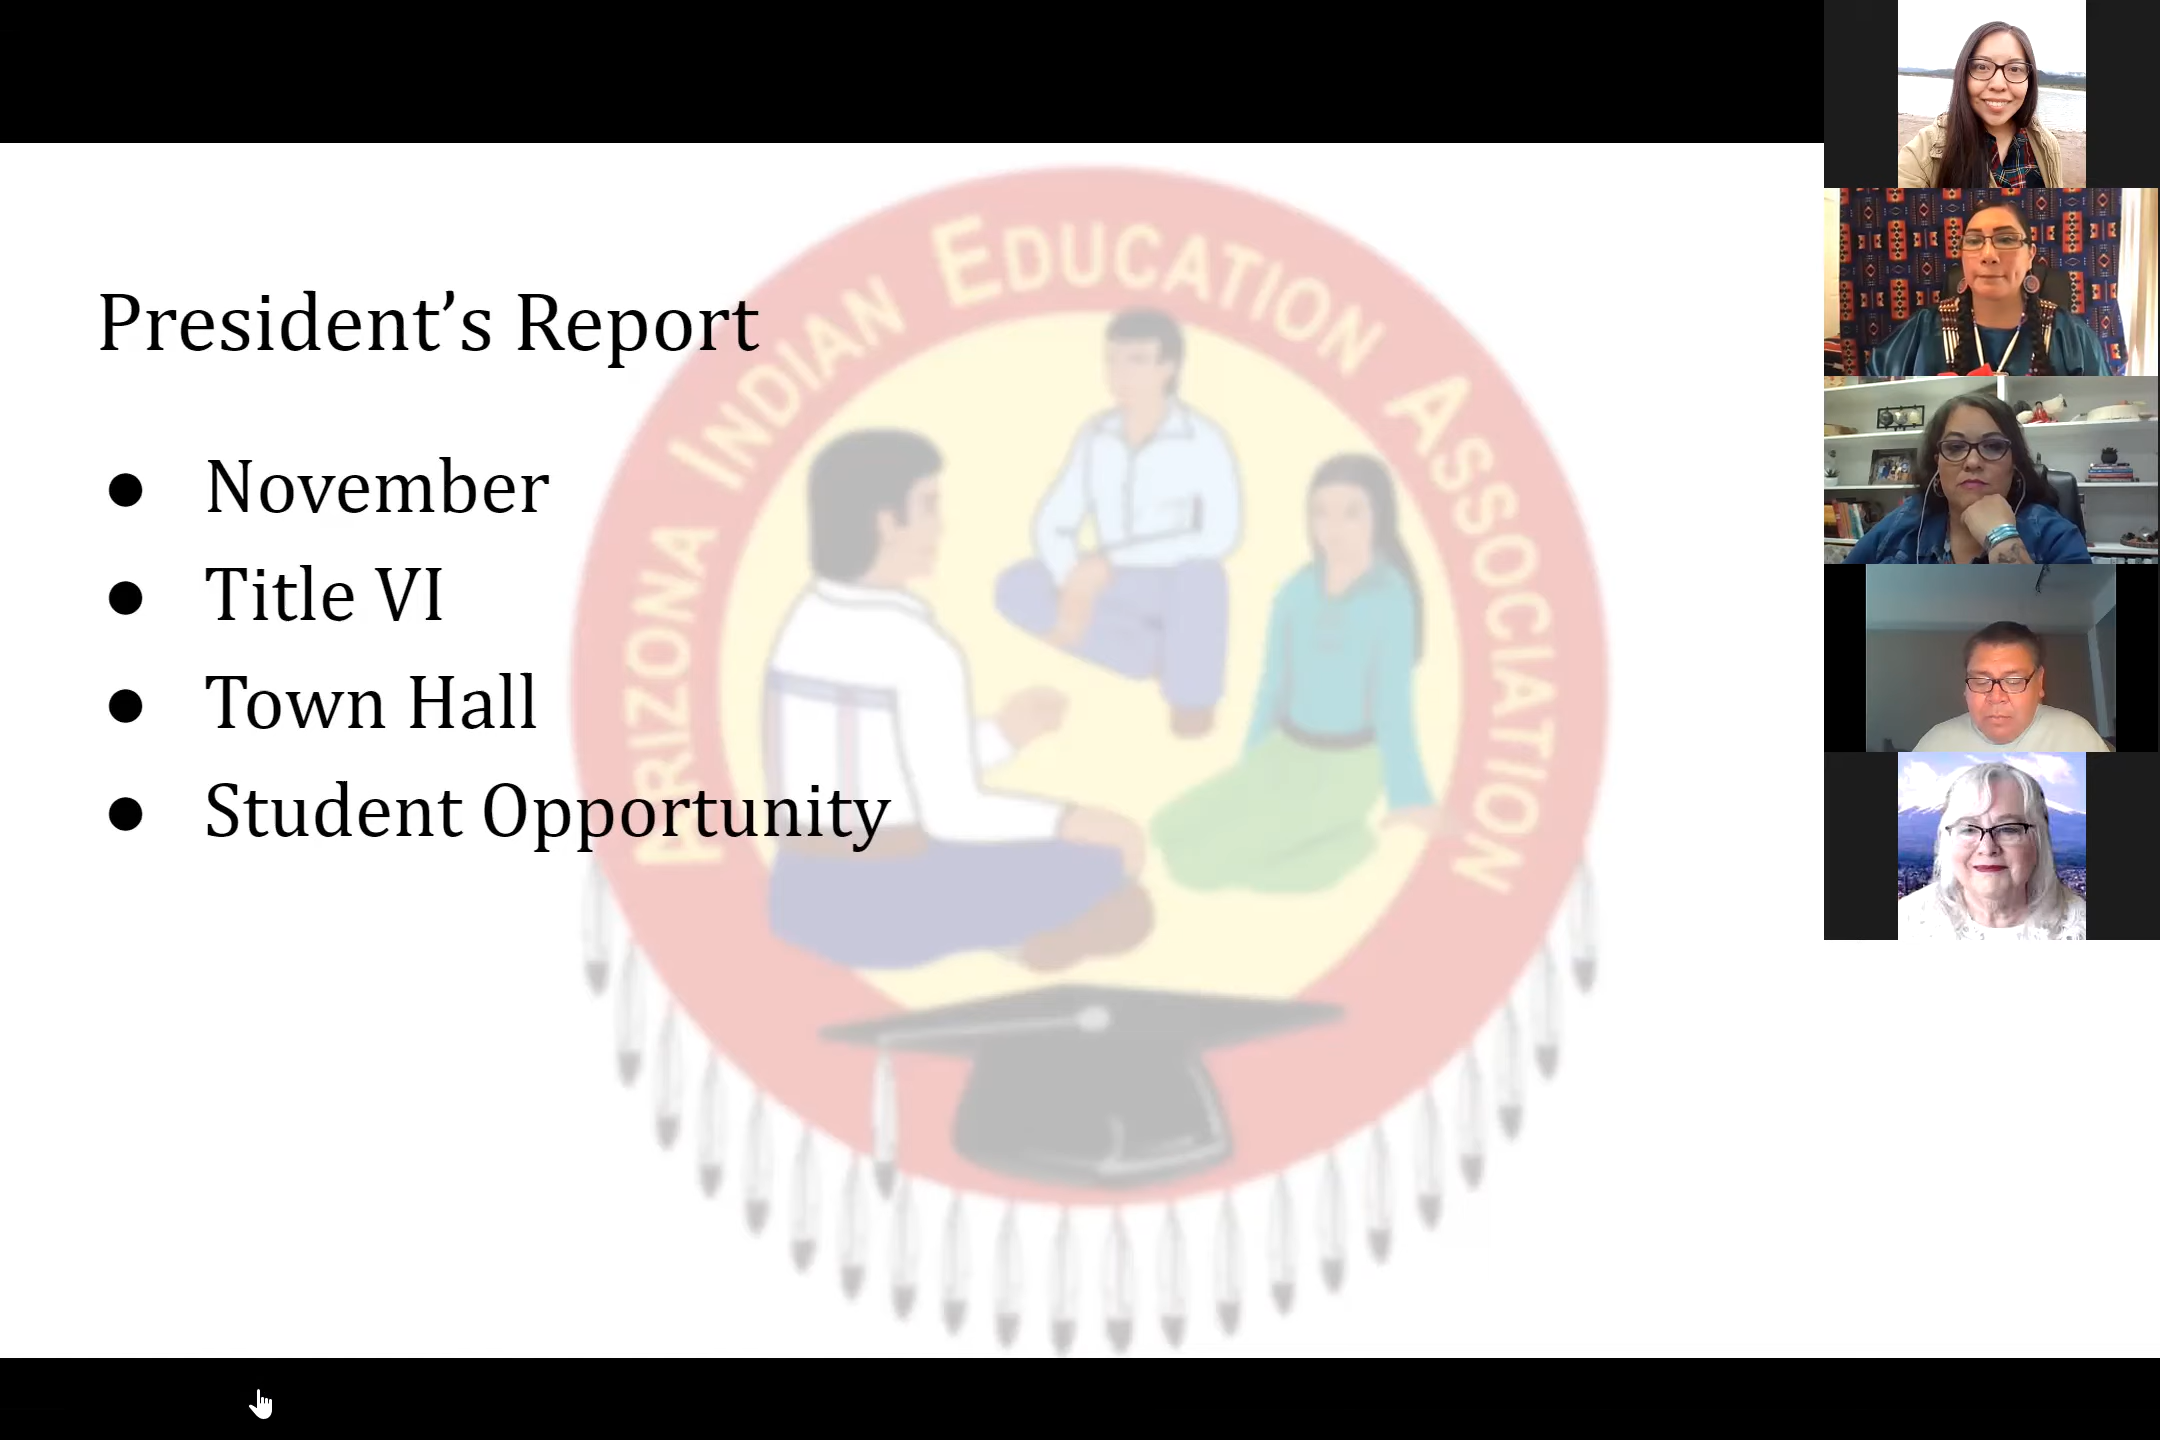 President’s Report
● November
● Title VI
● Town Hall
● Student Opportunity
ARIZONA INDIAN EDUCATION ASSOCIATION